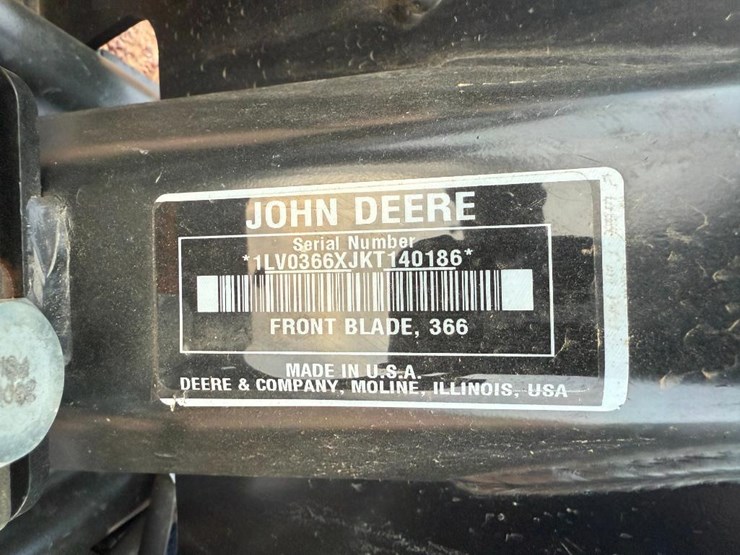 JOHN DEERE
Serial Number
*1LV0366XJKT140186*
FRONT BLADE, 366
MADE IN U.S.A.
DEERE & COMPANY, MOLINE, ILLINOIS, USA